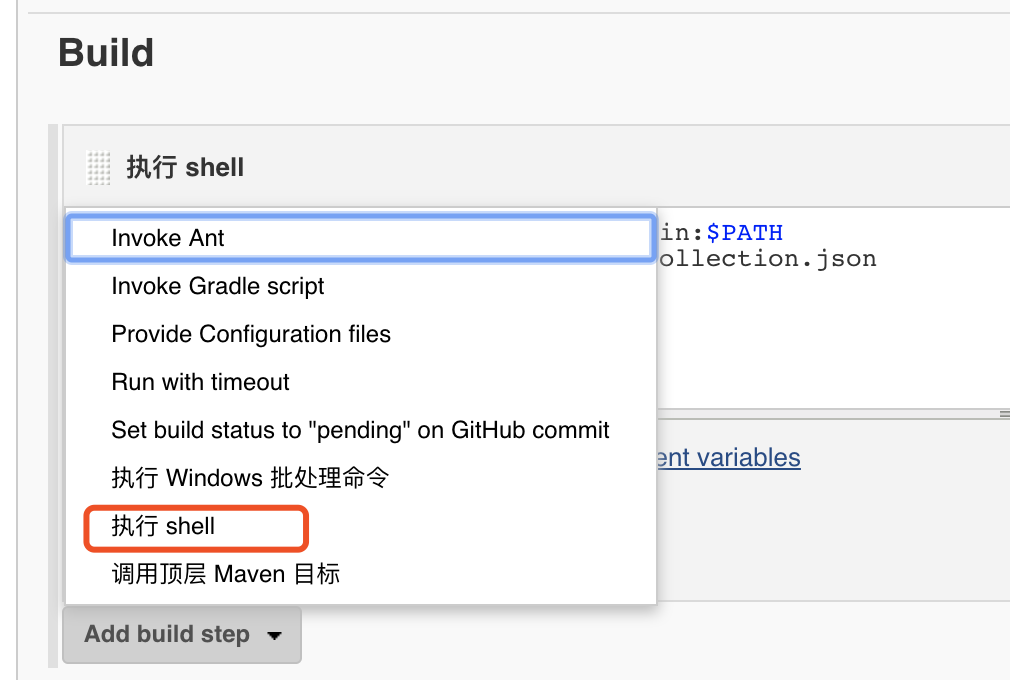 Build
执行 shell
Invoke Ant
in:$PATH
ollection.json
Invoke Gradle script
Provide Configuration files
Run with timeout
Set build status to "pending" on GitHub commit
ent variables
执行 Windows 批处理命令
执行 shell
调用顶层 Maven 目标
Add build step